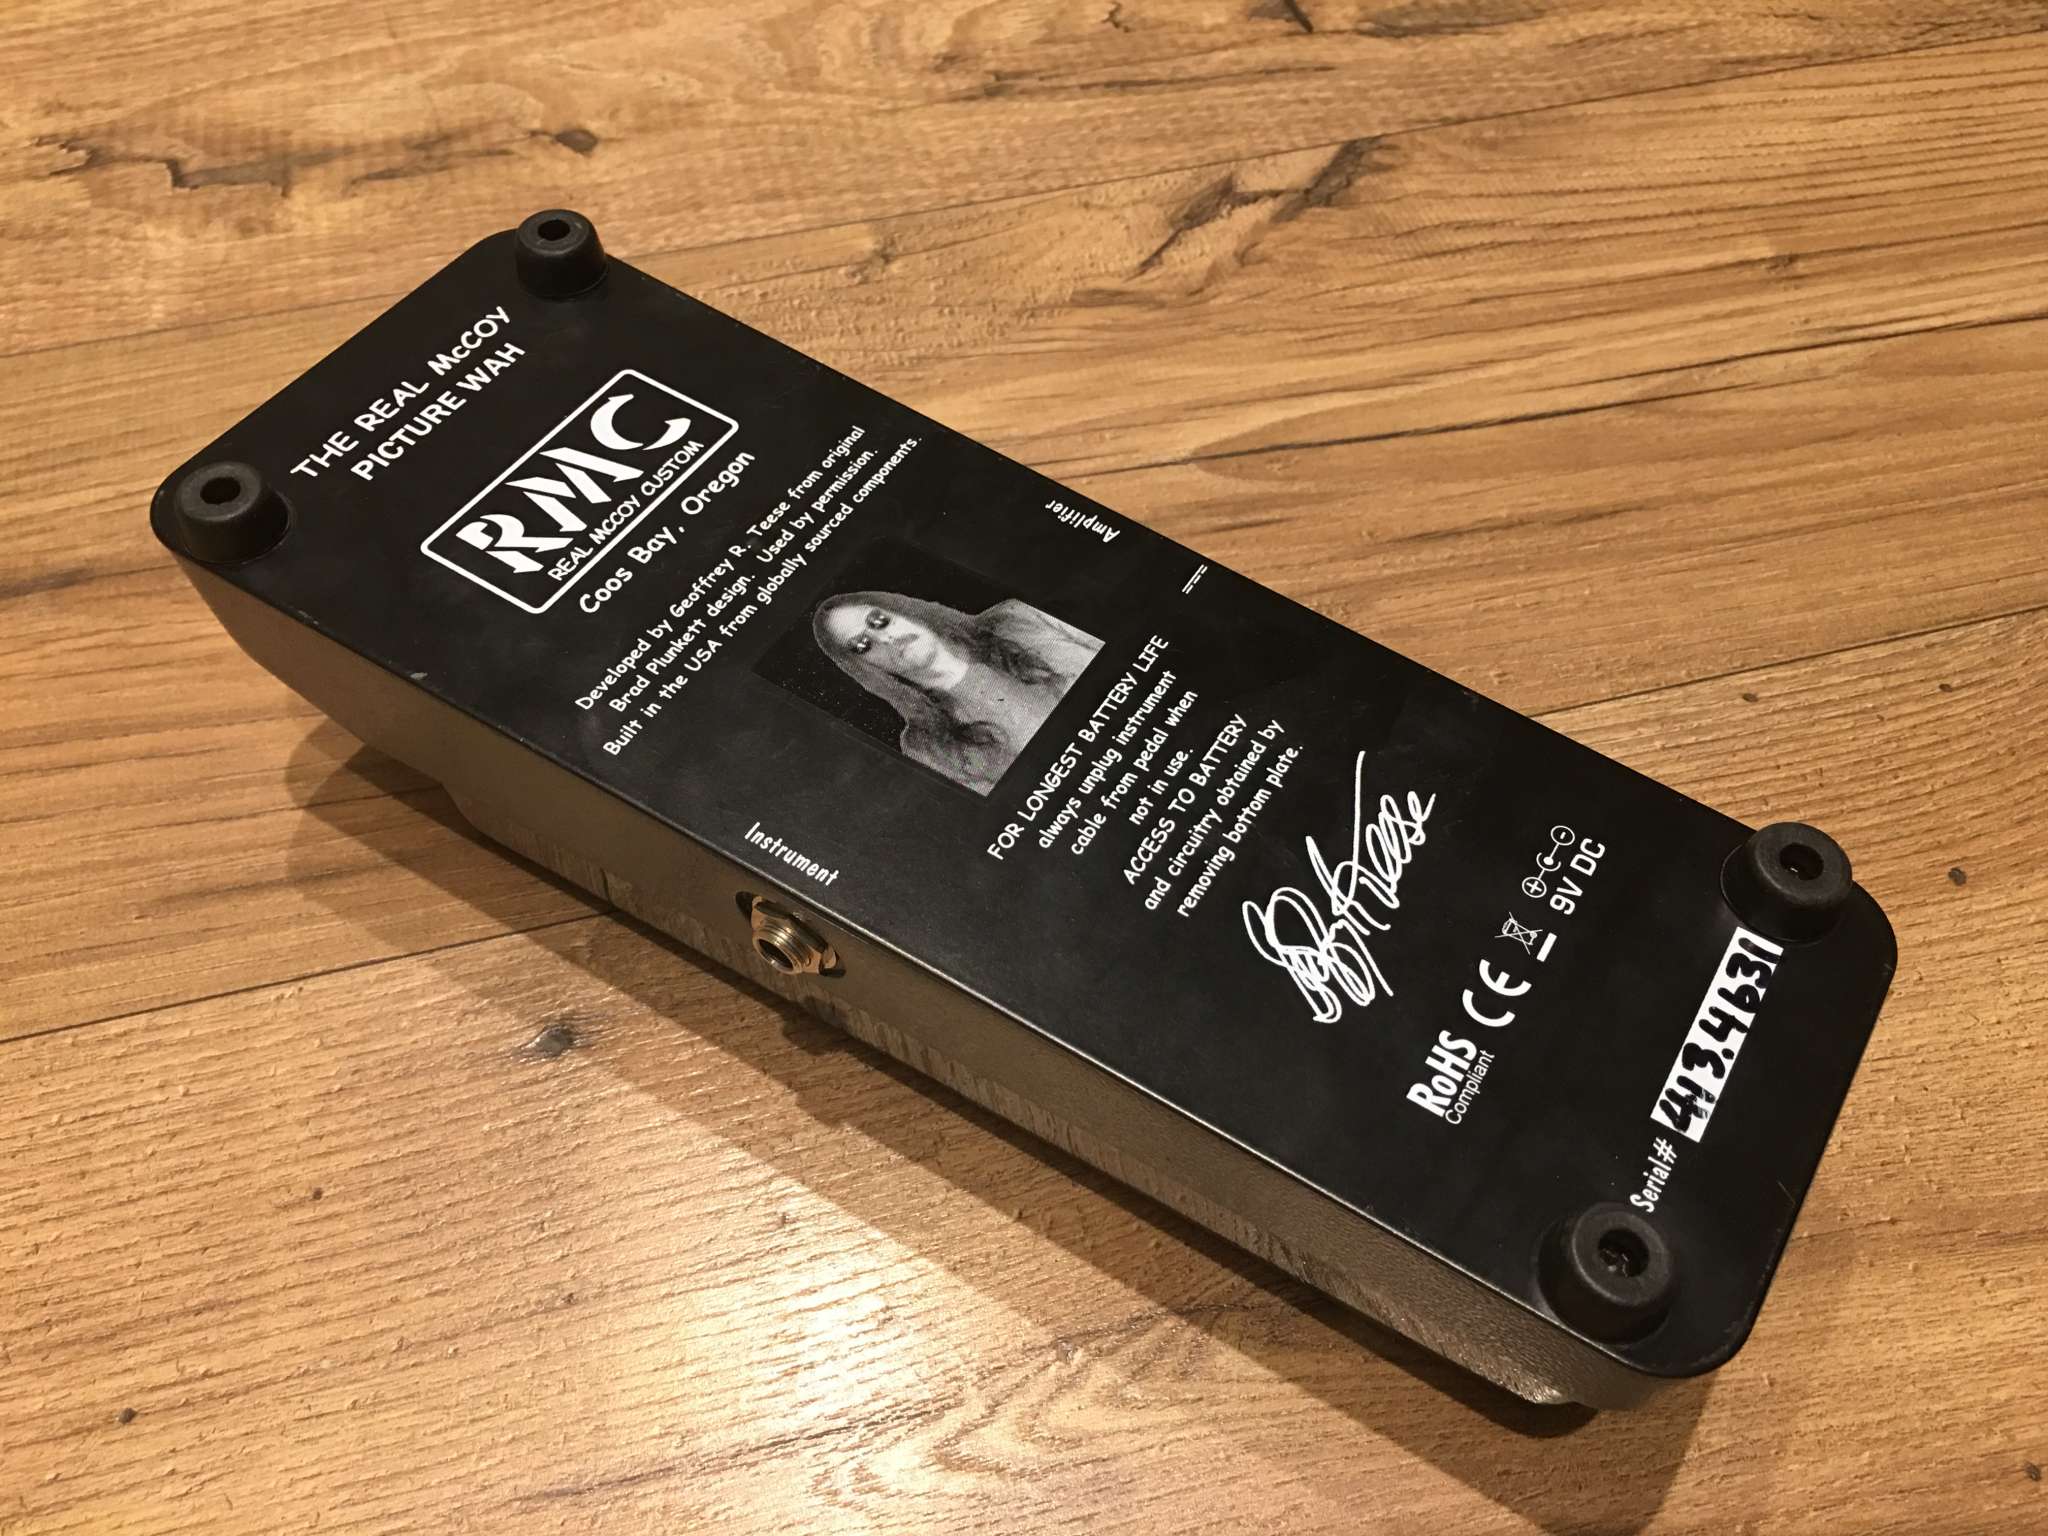 THE REAL McCOY
PICTURE WAH
RMC
REAL MCCOY CUSTOM
Coos Bay, Oregon
Developed by Geoffrey R. Teese from original
Brad Plunkett design. Used by permission.
Built in the USA from globally sourced components.
Amplifier
Instrument
FOR LONGEST BATTERY LIFE
always unplug instrument
cable from pedal when
not in use.
ACCESS TO BATTERY
and circuitry obtained by
removing bottom plate.
9V DC
CE
RoHS
Compliant
Serial#